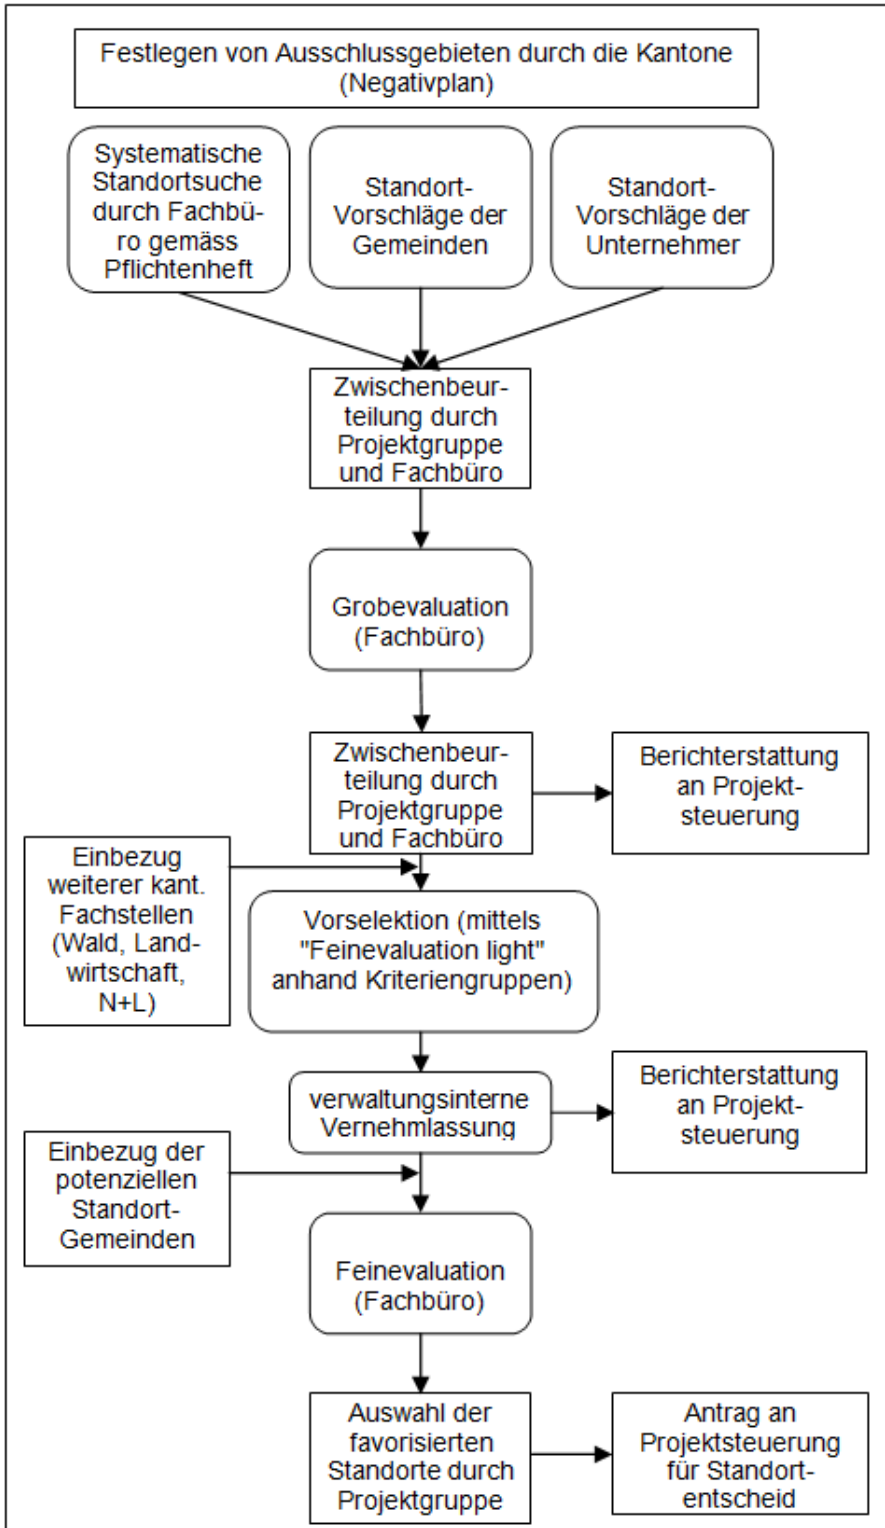 Festlegen von Ausschlussgebieten durch die Kantone
(Negativplan)
Systematische
Standortsuche
durch Fachbü-
ro gemäss
Pflichtenheft
Standort-
Vorschläge der
Gemeinden
Standort-
Vorschläge der
Unternehmer
Zwischenbeur-
teilung durch
Projektgruppe
und Fachbüro
Grobevaluation
(Fachbüro)
Zwischenbeur-
teilung durch
Projektgruppe
und Fachbüro
Berichterstattung
an Projekt-
steuerung
Einbezug
weiterer kant.
Fachstellen
(Wald, Land-
wirtschaft,
N+L)
Vorselektion (mittels
"Feinevaluation light"
anhand Kriteriengruppen)
verwaltungsinterne
Vernehmlassung
Berichterstattung
an Projekt-
steuerung
Einbezug der
potenziellen
Standort-
Gemeinden
Feinevaluation
(Fachbüro)
Auswahl der
favorisierten
Standorte durch
Projektgruppe
Antrag an
Projektsteuerung
für Standort-
entscheid